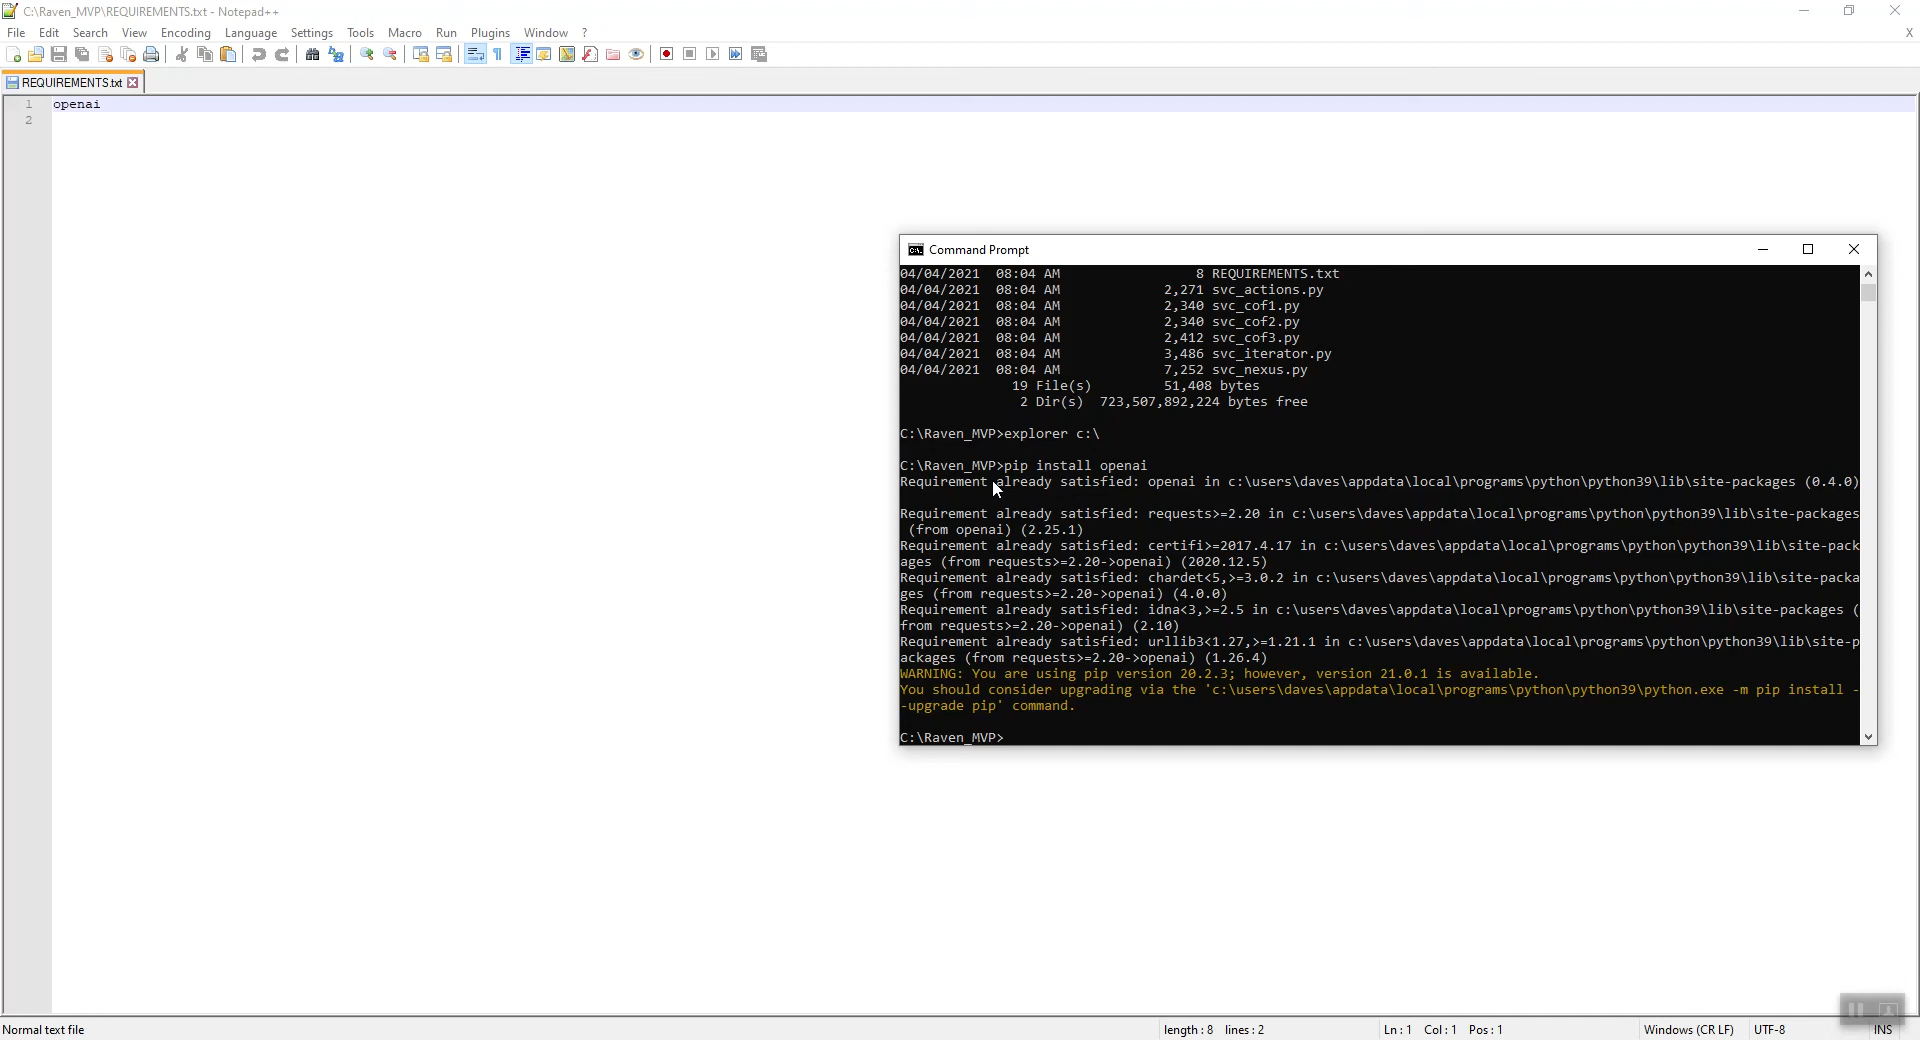 C:\Raven_MVP\REQUIREMENTS.txt - Notepad++
File Edit Search View Encoding Language Settings Tools Macro Run Plugins Window ? X
REQUIREMENTS.txt
1 openai
2
Command Prompt
04/04/2021  08:04 AM                 8 REQUIREMENTS.txt
04/04/2021  08:04 AM             2,271 svc_actions.py
04/04/2021  08:04 AM             2,340 svc_cof1.py
04/04/2021  08:04 AM             2,340 svc_cof2.py
04/04/2021  08:04 AM             2,412 svc_cof3.py
04/04/2021  08:04 AM             3,486 svc_iterator.py
04/04/2021  08:04 AM             7,252 svc_nexus.py
19 File(s)         51,408 bytes
2 Dir(s)  723,507,892,224 bytes free
C:\Raven_MVP>explorer c:\
C:\Raven_MVP>pip install openai
Requirement already satisfied: openai in c:\users\daves\appdata\local\programs\python\python39\lib\site-packages (0.4.0)
Requirement already satisfied: requests>=2.20 in c:\users\daves\appdata\local\programs\python\python39\lib\site-packages
(from openai) (2.25.1)
Requirement already satisfied: certifi>=2017.4.17 in c:\users\daves\appdata\local\programs\python\python39\lib\site-pack
ages (from requests>=2.20->openai) (2020.12.5)
Requirement already satisfied: chardet<5,>=3.0.2 in c:\users\daves\appdata\local\programs\python\python39\lib\site-packa
ges (from requests>=2.20->openai) (4.0.0)
Requirement already satisfied: idna<3,>=2.5 in c:\users\daves\appdata\local\programs\python\python39\lib\site-packages (
from requests>=2.20->openai) (2.10)
Requirement already satisfied: urllib3<1.27,>=1.21.1 in c:\users\daves\appdata\local\programs\python\python39\lib\site-p
ackages (from requests>=2.20->openai) (1.26.4)
WARNING: You are using pip version 20.2.3; however, version 21.0.1 is available.
You should consider upgrading via the 'c:\users\daves\appdata\local\programs\python\python39\python.exe -m pip install -
-upgrade pip' command.
C:\Raven_MVP>
Normal text file length : 8 lines : 2 Ln : 1 Col : 1 Pos : 1 Windows (CR LF) UTF-8 INS